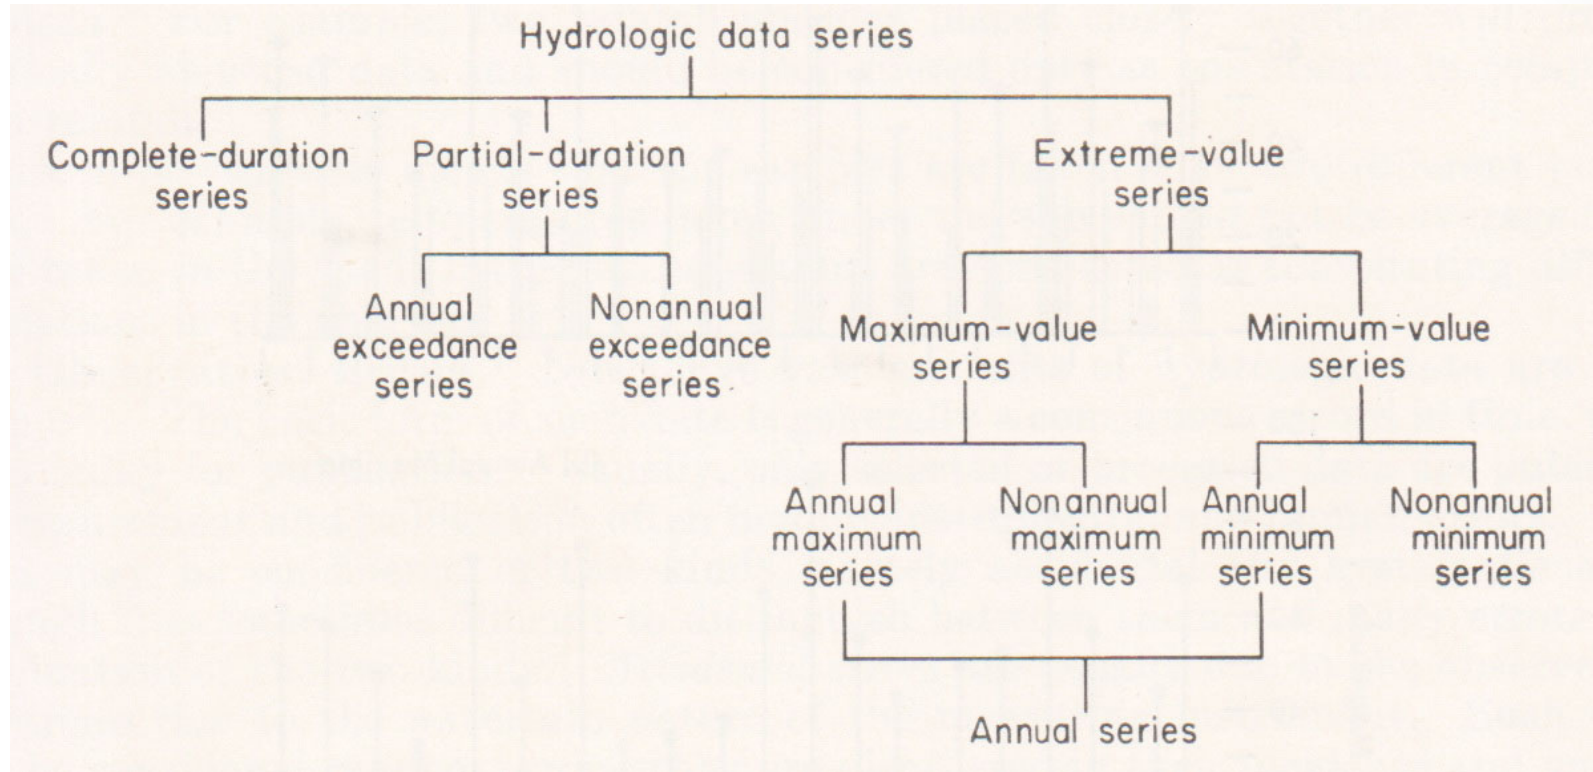 Hydrologic data series
Complete-duration
series
Partial-duration
series
Extreme-value
series
Annual
exceedance
series
Nonannual
exceedance
series
Maximum-value
series
Minimum-value
series
Annual
maximum
series
Nonannual
maximum
series
Annual
minimum
series
Nonannual
minimum
series
Annual series